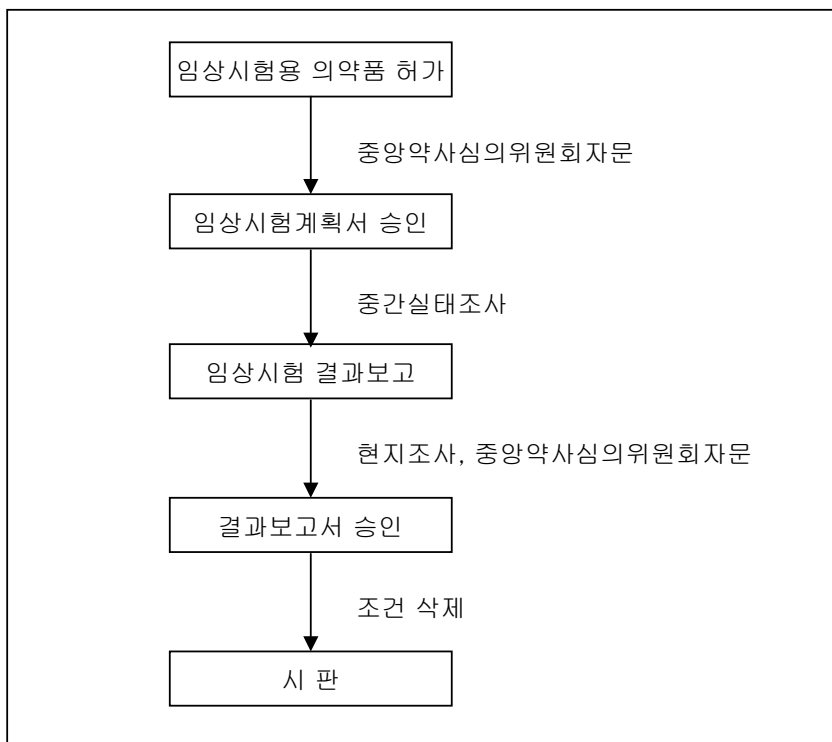 임상시험용 의약품 허가
중앙약사심의위원회자문
임상시험계획서 승인
중간실태조사
임상시험 결과보고
현지조사, 중앙약사심의위원회자문
결과보고서 승인
조건 삭제
시 판